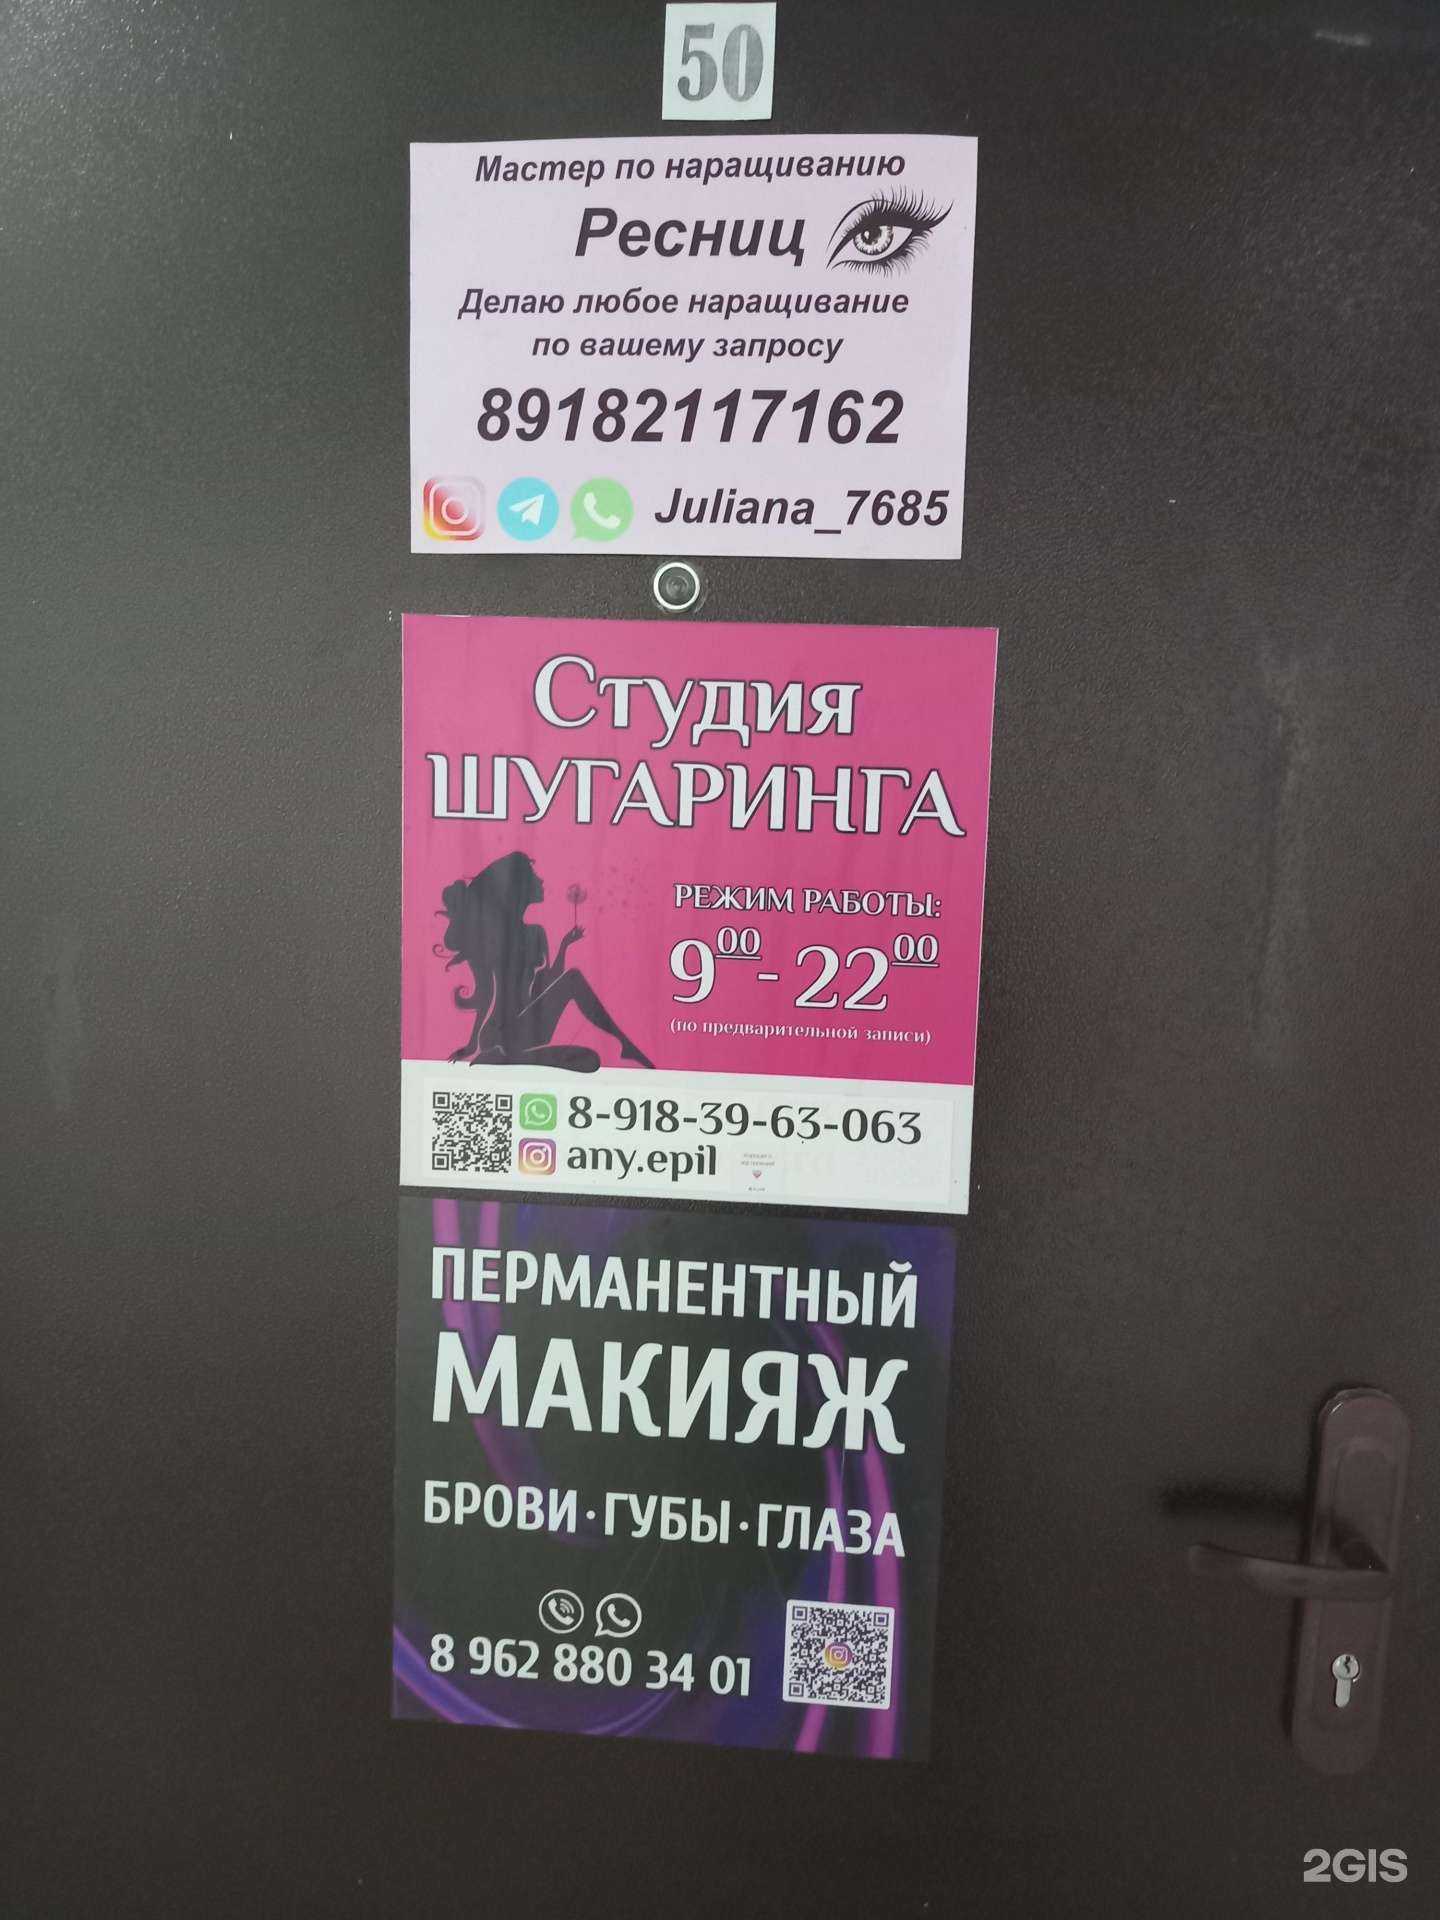 50
Мастер по наращиванию
Ресниц
Делаю любое наращивание
по вашему запросу
89182117162
Juliana_7685
Студия
ШУГАРИНГА
РЕЖИМ РАБОТЫ:
900 - 2200
(по предварительной записи)
8-918-39-63-063
any.epil
ПЕРМАНЕНТНЫЙ
МАКИЯЖ
БРОВИ·ГУБЫ·ГЛАЗА
8 962 880 34 01
2GIS